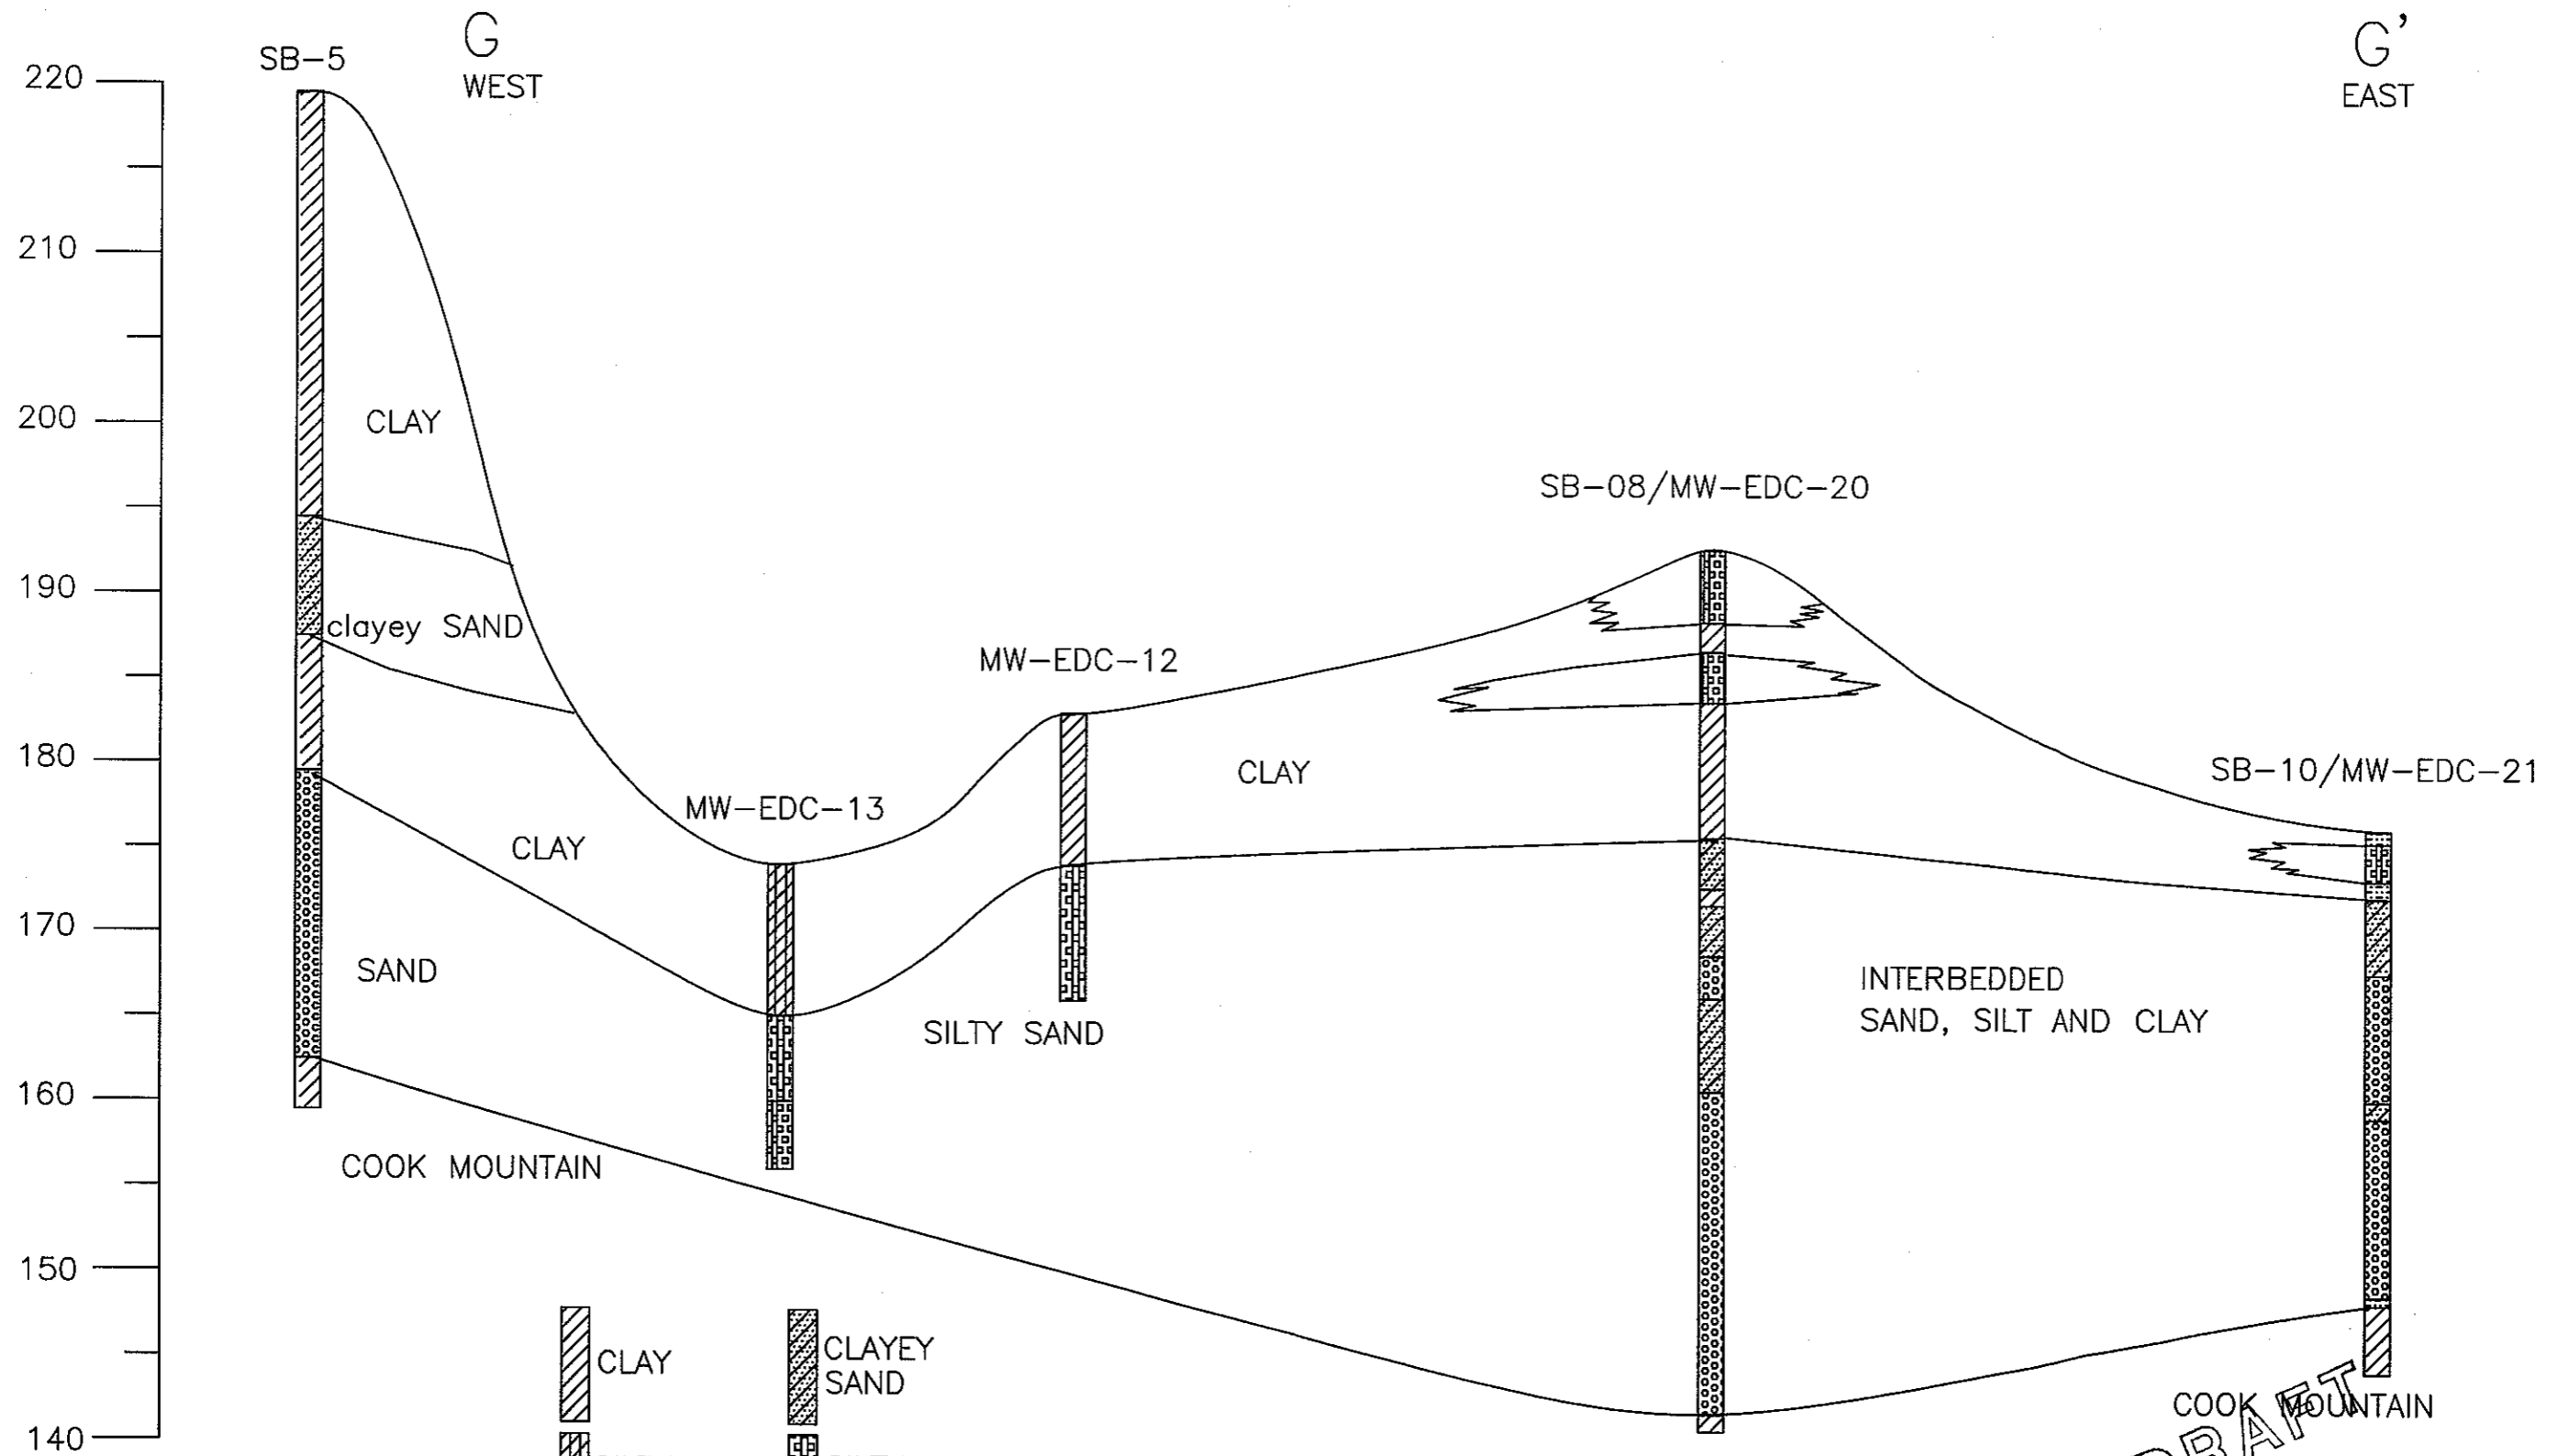 G
G’
SB-5
WEST
EAST
220
210
200
190
180
170
160
150
140
CLAY
clayey SAND
CLAY
SAND
COOK MOUNTAIN
MW-EDC-13
MW-EDC-12
SILTY SAND
CLAY
SB-08/MW-EDC-20
SB-10/MW-EDC-21
INTERBEDDED
SAND, SILT AND CLAY
COOK MOUNTAIN
DRAFT
CLAY
CLAYEY
SAND